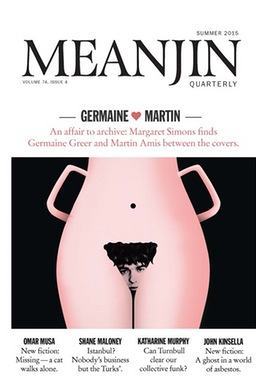 SUMMER 2015
MEANJIN
VOLUME 74, ISSUE 4
QUARTERLY
GERMAINE ♥ MARTIN
An affair to archive: Margaret Simons finds
Germaine Greer and Martin Amis between the covers.
OMAR MUSA
New fiction:
Missing—a cat
walks alone.
SHANE MALONEY
Istanbul?
Nobody's business
but the Turks'.
KATHARINE MURPHY
Can Turnbull
clear our
collective funk?
JOHN KINSELLA
New fiction:
A ghost in a world
of asbestos.